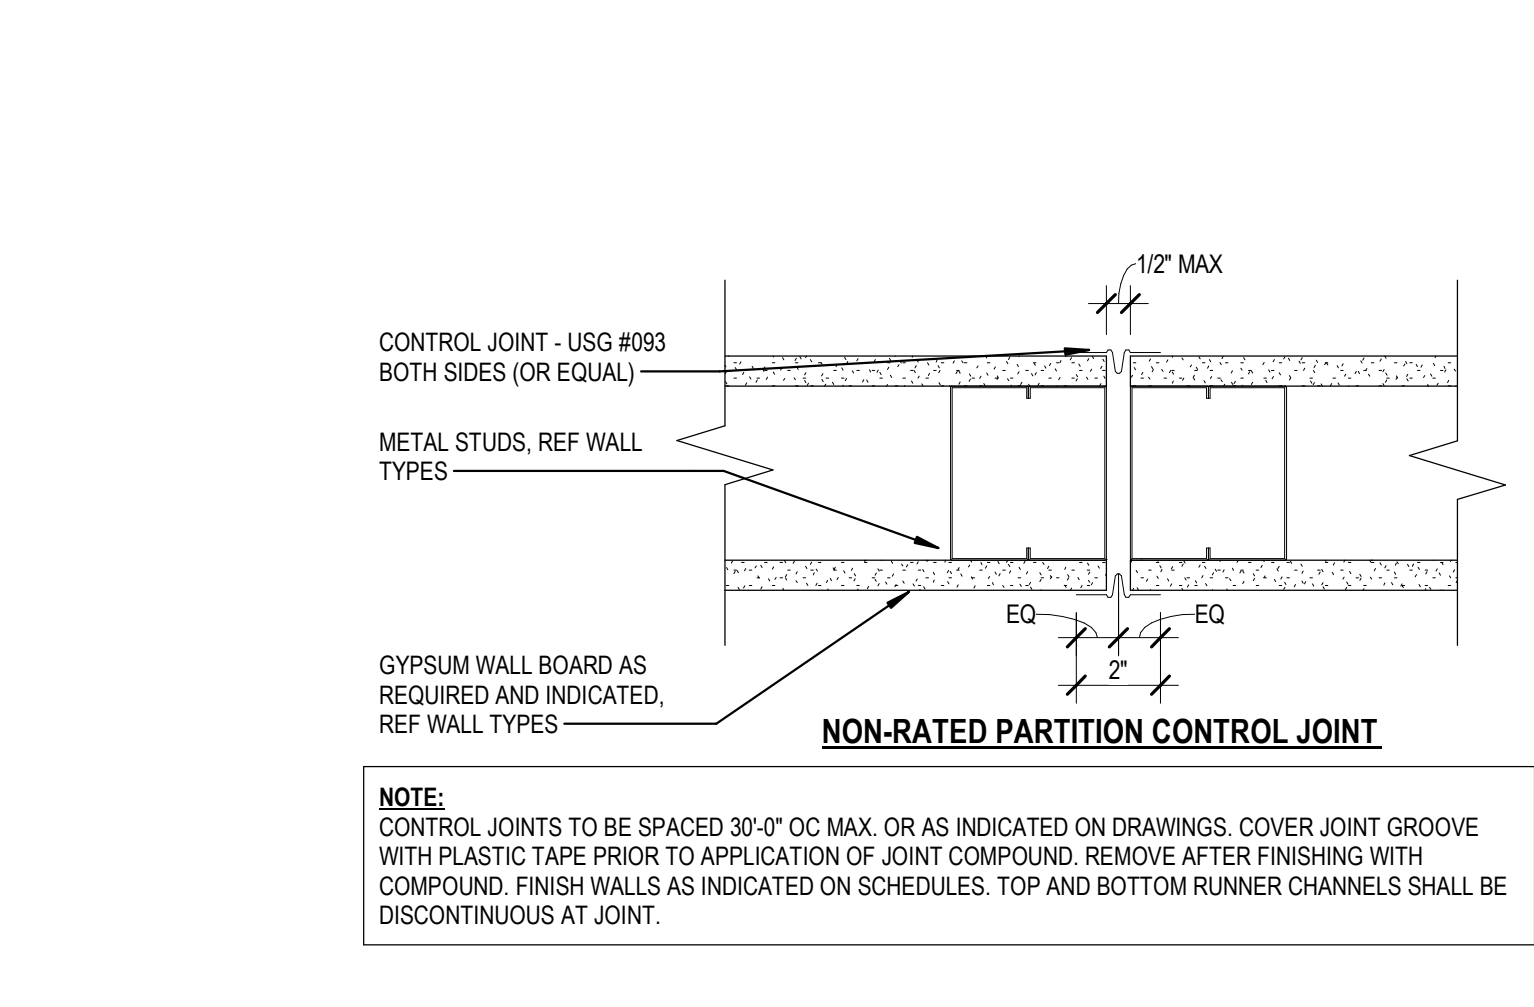 1/2" MAX
CONTROL JOINT - USG #093
BOTH SIDES (OR EQUAL)
METAL STUDS, REF WALL
TYPES
EQ
EQ
2"
GYPSUM WALL BOARD AS
REQUIRED AND INDICATED,
REF WALL TYPES
NON-RATED PARTITION CONTROL JOINT
NOTE:
CONTROL JOINTS TO BE SPACED 30'-0" OC MAX. OR AS INDICATED ON DRAWINGS. COVER JOINT GROOVE
WITH PLASTIC TAPE PRIOR TO APPLICATION OF JOINT COMPOUND. REMOVE AFTER FINISHING WITH
COMPOUND. FINISH WALLS AS INDICATED ON SCHEDULES. TOP AND BOTTOM RUNNER CHANNELS SHALL BE
DISCONTINUOUS AT JOINT.